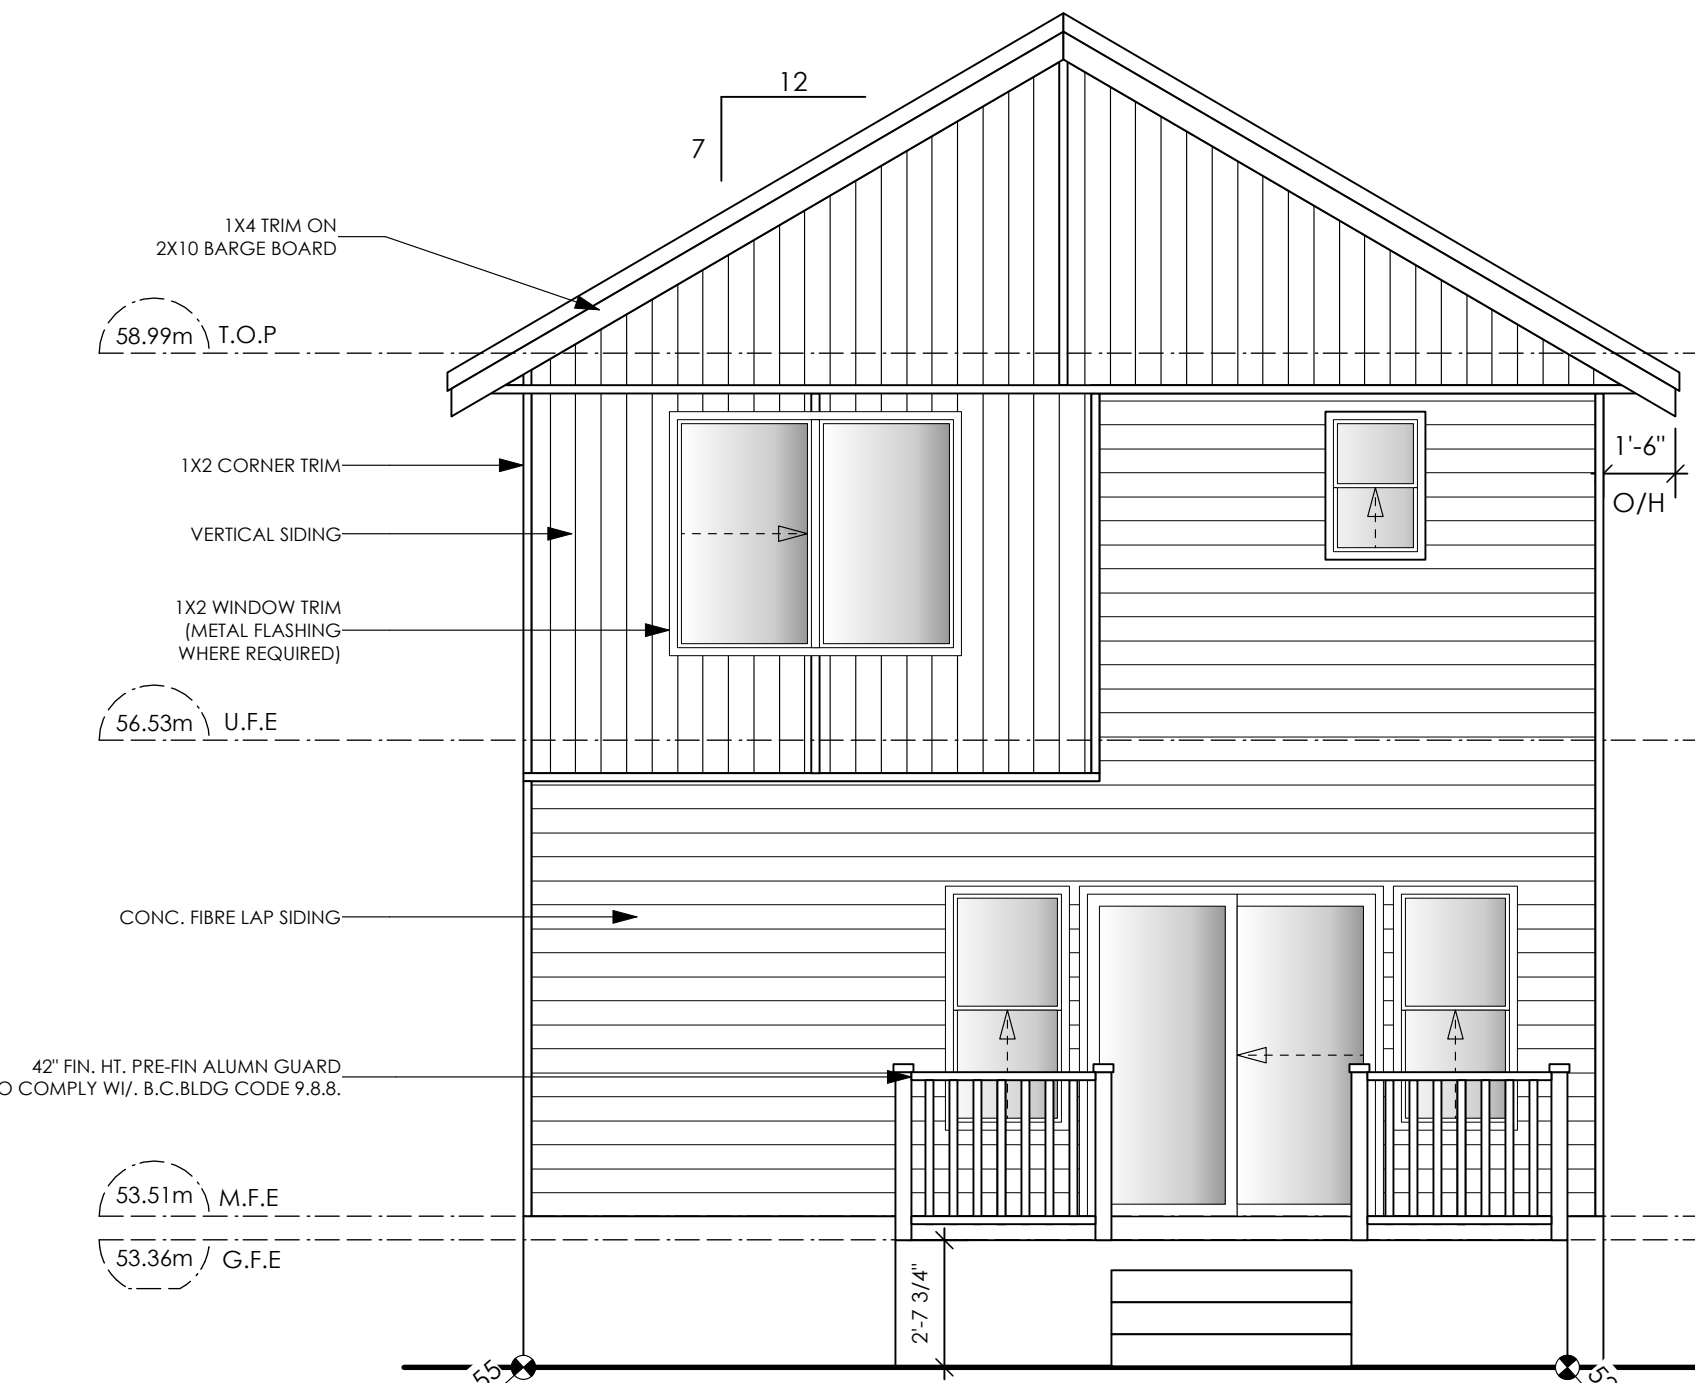 12
7
1X4 TRIM ON
2X10 BARGE BOARD
58.99m T.O.P
1X2 CORNER TRIM
1'-6"
O/H
VERTICAL SIDING
1X2 WINDOW TRIM
(METAL FLASHING
WHERE REQUIRED)
56.53m U.F.E
CONC. FIBRE LAP SIDING
42" FIN. HT. PRE-FIN ALUMN GUARD
COMPLY WI/. B.C.BLDG CODE 9.8.8.
53.51m M.F.E
53.36m G.F.E
2'-7 3/4"